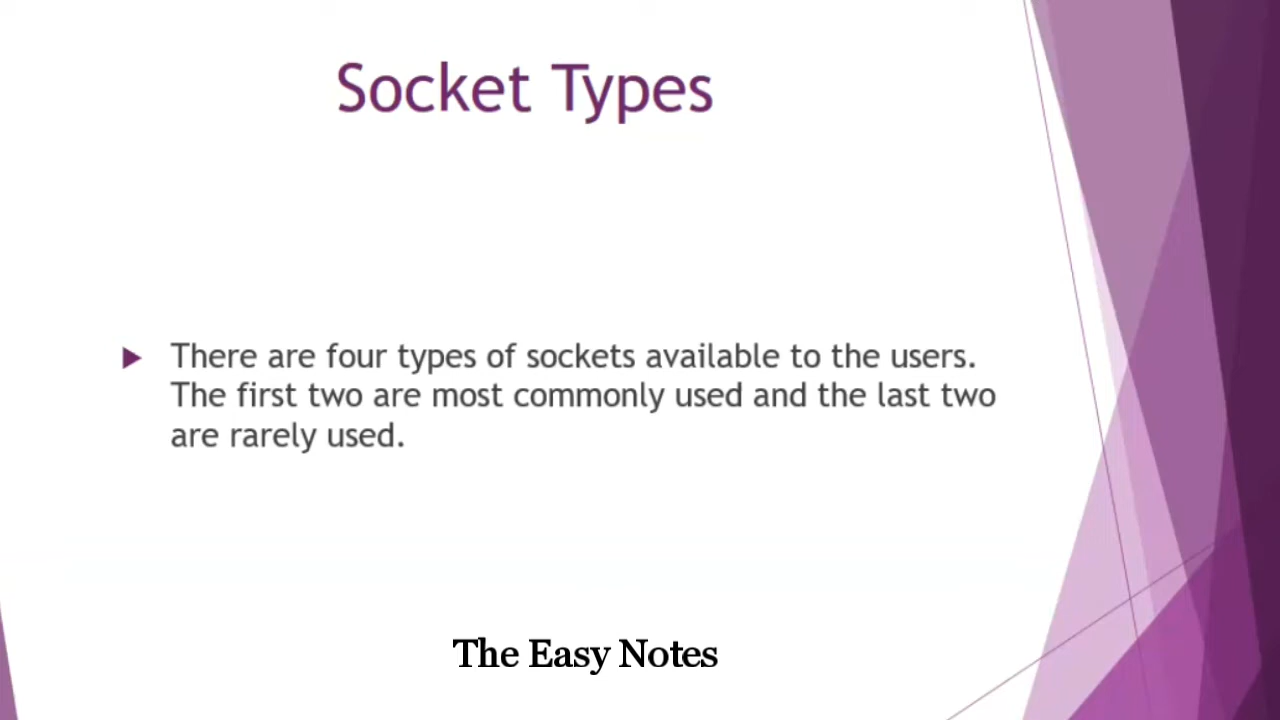 Socket Types
There are four types of sockets available to the users.
The first two are most commonly used and the last two
are rarely used.
The Easy Notes